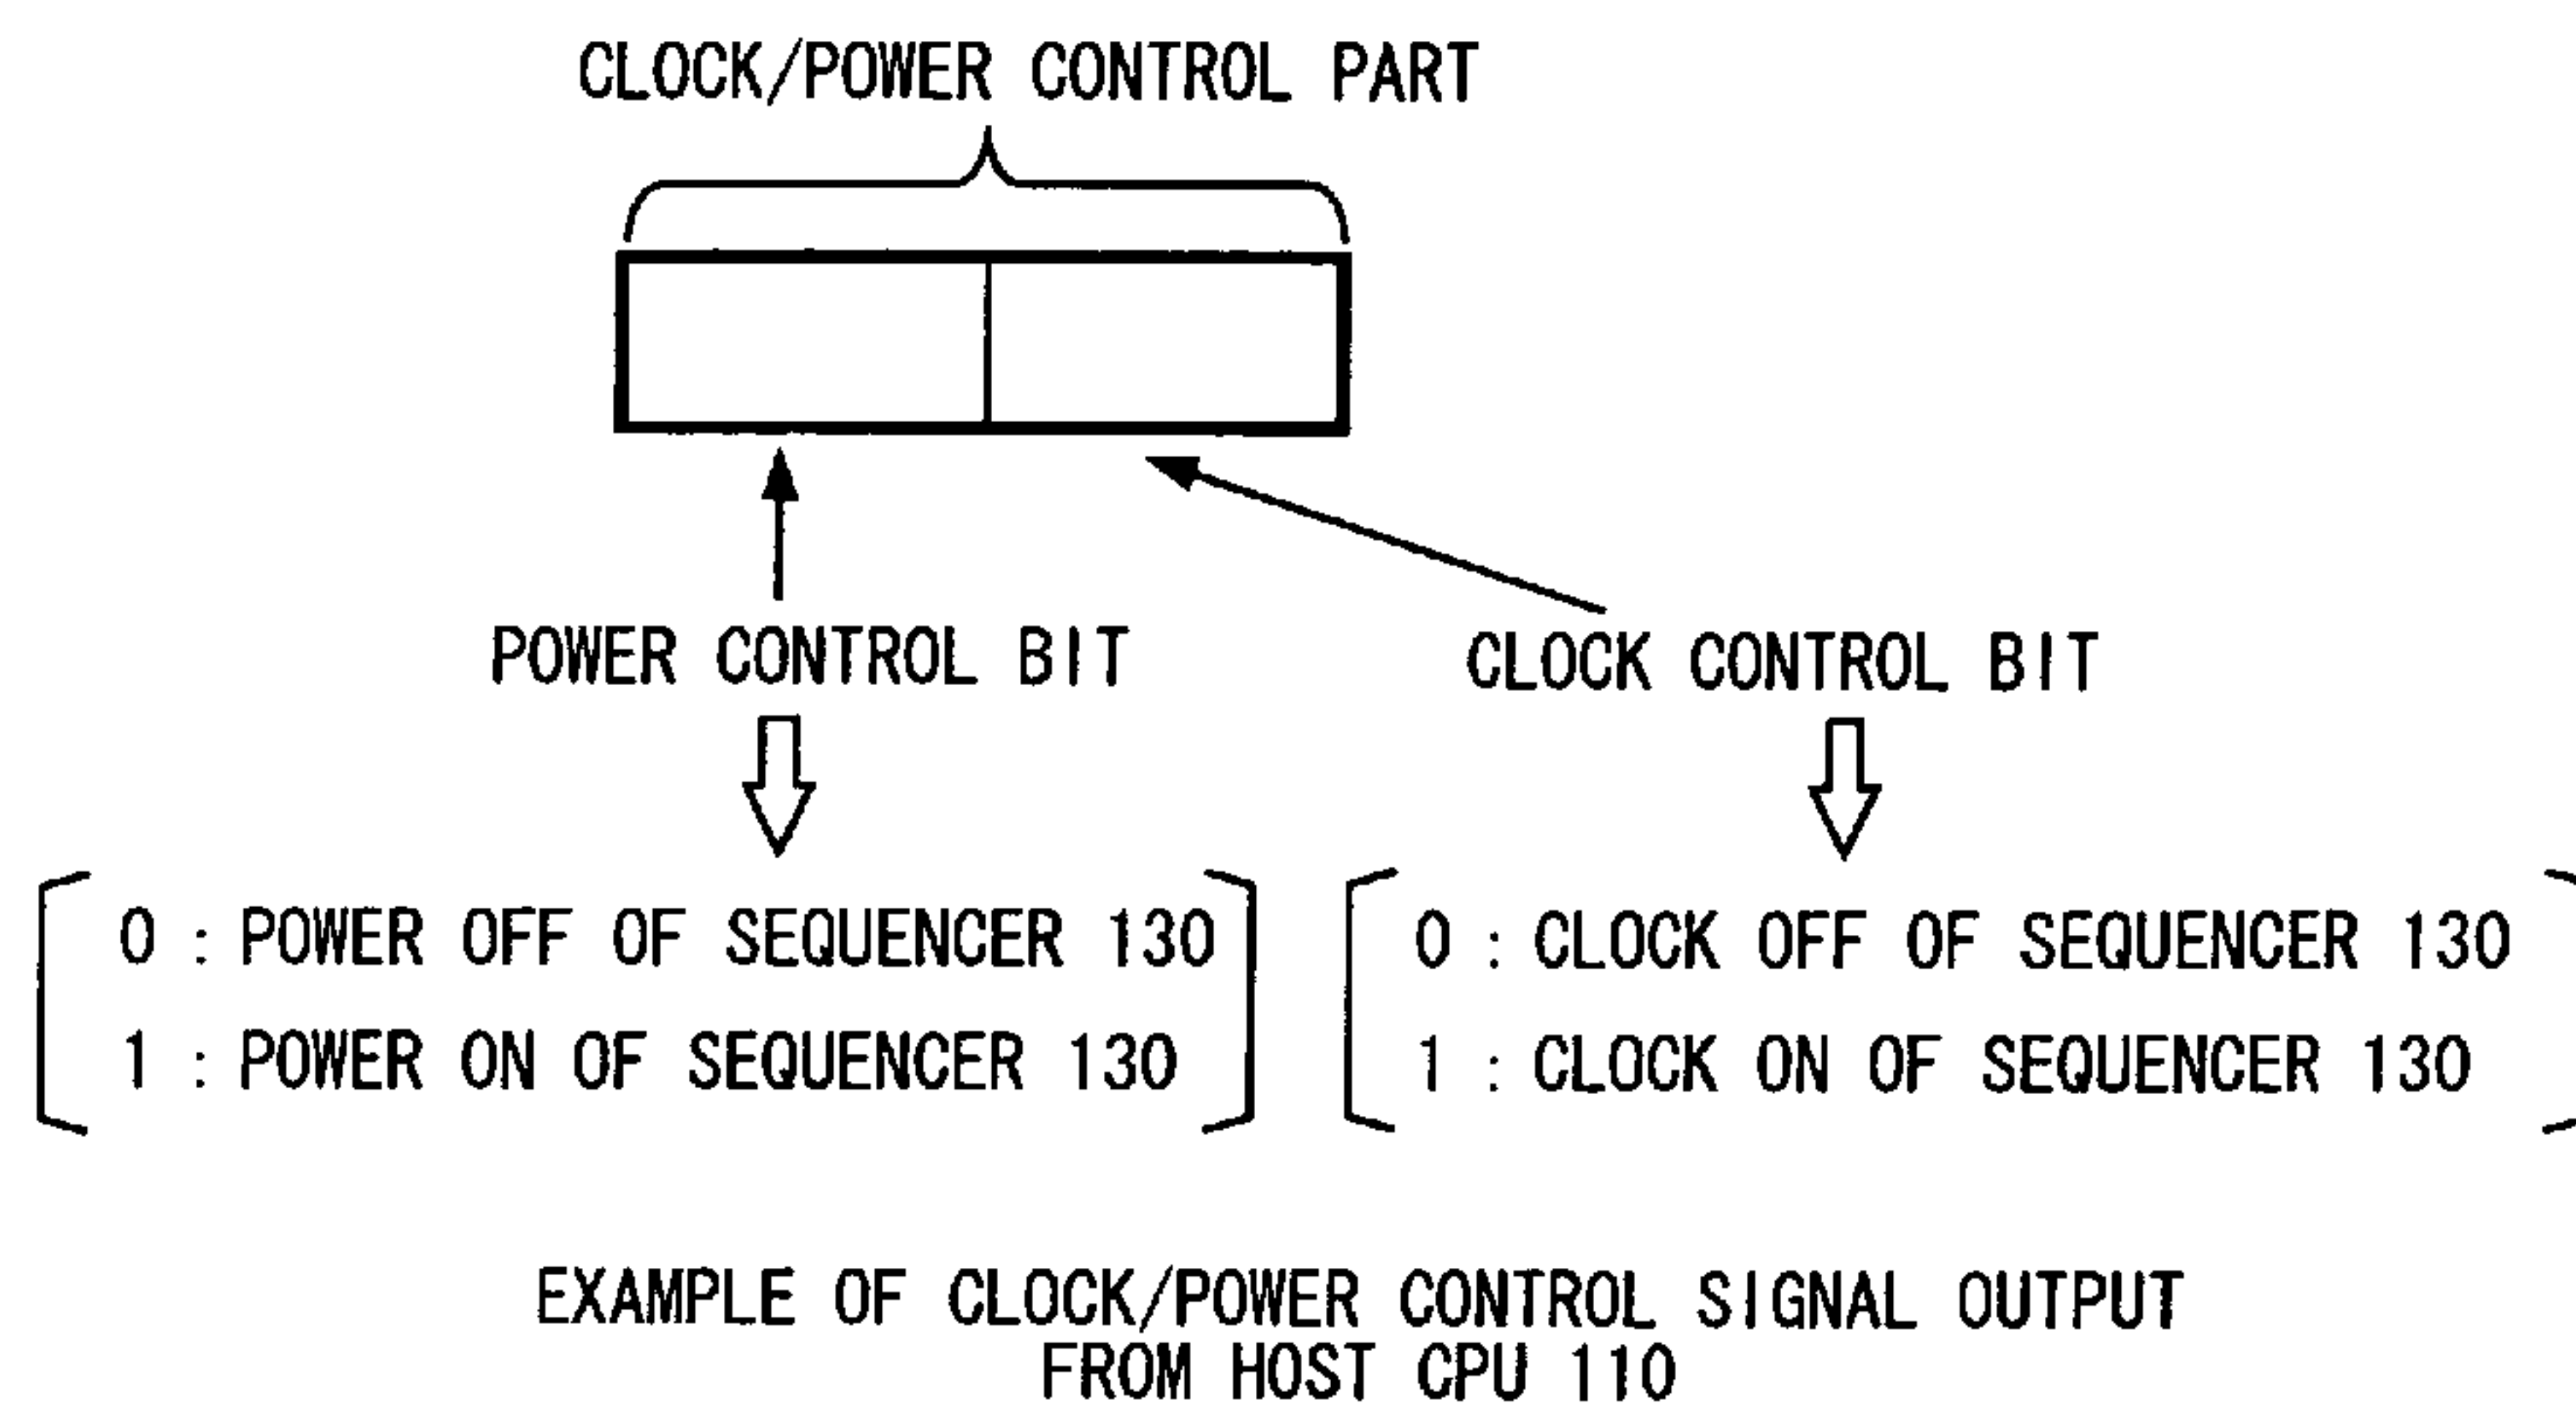 CLOCK/POWER CONTROL PART
POWER CONTROL BIT
CLOCK CONTROL BIT
0 : POWER OFF OF SEQUENCER 130
1 : POWER ON OF SEQUENCER 130
0 : CLOCK OFF OF SEQUENCER 130
1 : CLOCK ON OF SEQUENCER 130
EXAMPLE OF CLOCK/POWER CONTROL SIGNAL OUTPUT
FROM HOST CPU 110